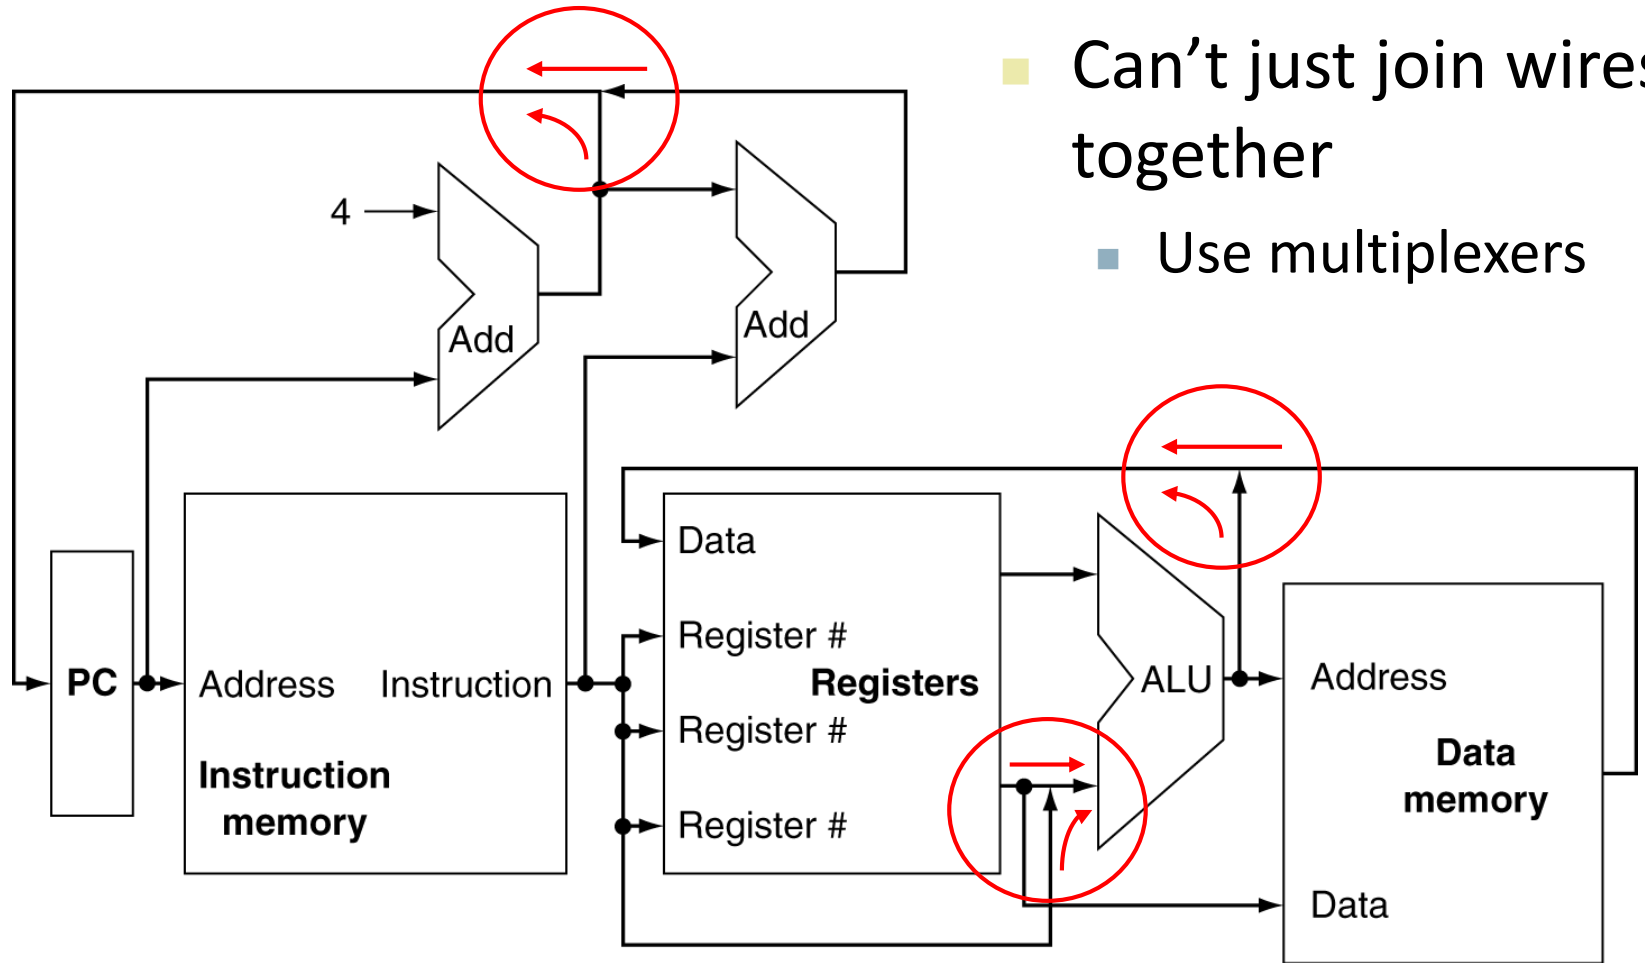 Can't just join wires
together
Use multiplexers
4
Add
Add
Data
Register #
PC
Address
Instruction
Registers
ALU
Address
Register #
Instruction
memory
Data
memory
Register #
Data